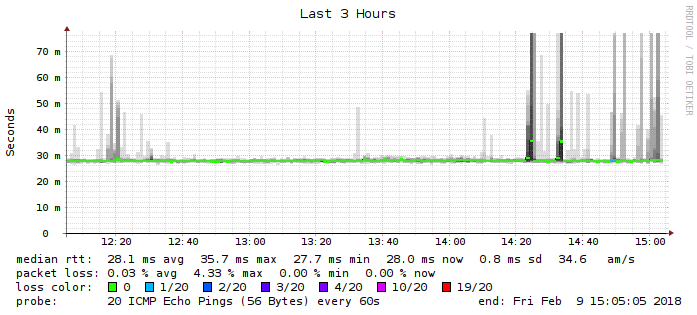 Last 3 Hours
RRDTOOL / TOBI OETIKER
Seconds
70 m
60 m
50 m
40 m
30 m
20 m
10 m
0
12:20 12:40 13:00 13:20 13:40 14:00 14:20 14:40 15:00
median rtt: 28.1 ms avg 35.7 ms max 27.7 ms min 28.0 ms now 0.8 ms sd 34.6 am/s
packet loss: 0.03 % avg 4.33 % max 0.00 % min 0.00 % now
loss color: 0 1/20 2/20 3/20 4/20 10/20 19/20
probe: 20 ICMP Echo Pings (56 Bytes) every 60s end: Fri Feb 9 15:05:05 2018